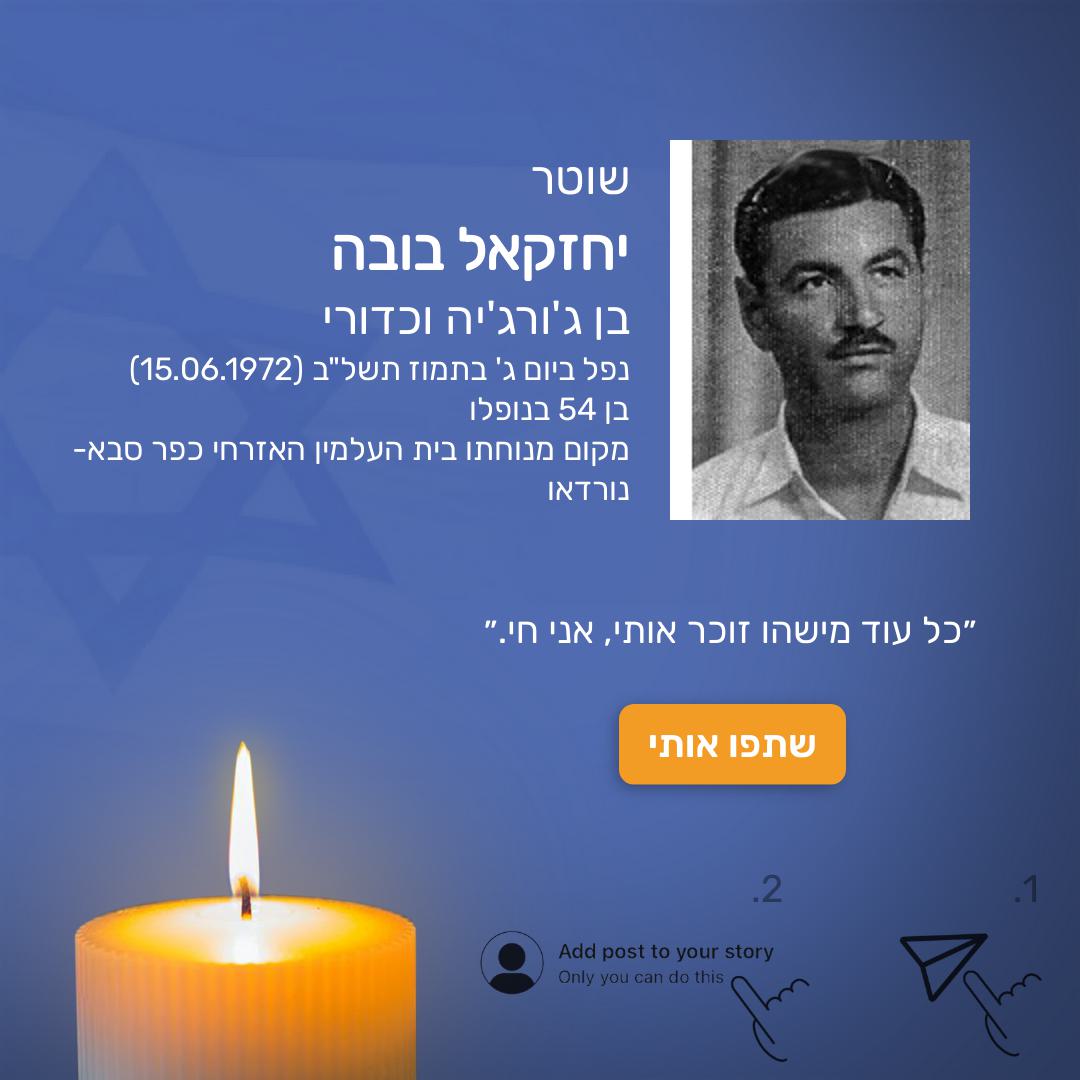 שוטר
יחזקאל בובה
בן ג'ורג'יה וכדורי
נפל ביום ג' בתמוז תשל"ב (15.06.1972)
בן 54 בנופלו
מקום מנוחתו בית העלמין האזרחי כפר סבא-
נורדאו
״כל עוד מישהו זוכר אותי, אני חי.״
שתפו אותי
1.
2.
Add post to your story
Only you can do this